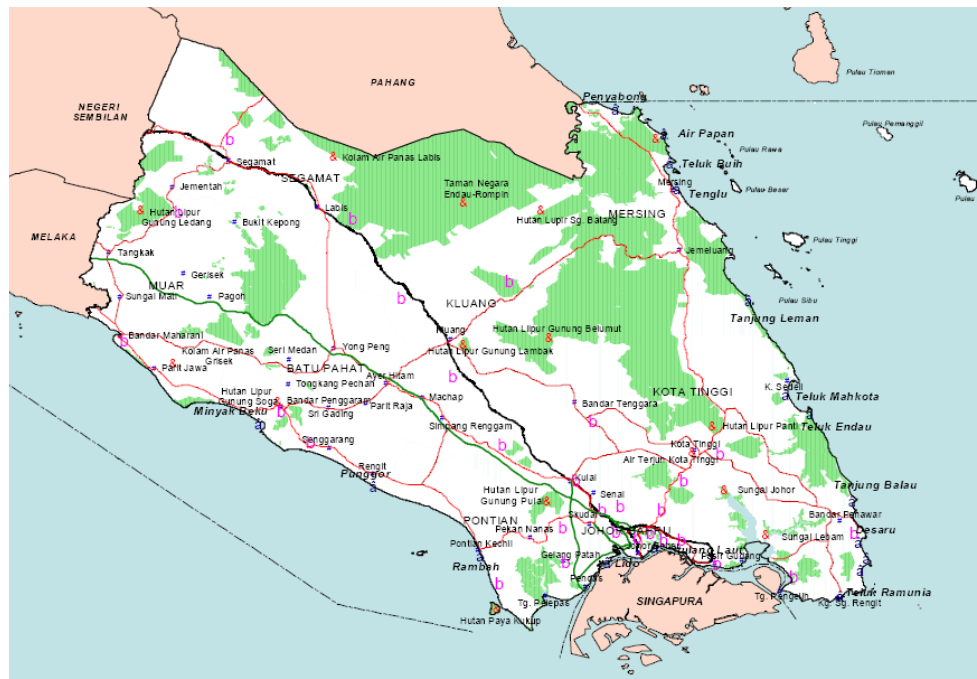 Pulau Tioman
PAHANG
NEGERI
SEMBILAN
Penyabong
Pulau Pemanggil
Air Papan
Pulau Rawa
b
Segamat
& Kolam Air Panas Labis
SEGAMAT
Teluk Buih
Mersing
Tenglu
Pulau Besar
Jementah
Taman Negara
Endau-Rompin
&
Pulau
Labis
b
Hutan Lipur
Gunung Ledang
b
Bukit Kepong
Hutan Lupir Sg. Batang
MERSING
MELAKA
Pulau Tinggi
Tangkak
Jemeluang
Gerisek
MUAR
b
Sungai Mati
Pagoh
b
KLUANG
Pulau Sibu
Tanjung Leman
Bandar Maharani
Kluang
Hutan Lipur Gunung Belumut
Seri Medan
Yong Peng
Kolam Air Panas
Grisek
Hutan Lipur Gunung Lambak
Parit Jawa
BATU PAHAT
Ayer Hitam
b
Tongkang Pechah
K. Sedeli
KOTA TINGGI
Teluk Mahkota
Hutan Lipur
Gunung Soga
Bandar Penggaram
Machap
Parit Raja
Sri Gading
Bandar Tenggara
Minyak Beku
b
Simpang Renggam
b
Hutan Lipur Panti
Teluk Endau
Senggarang
b
Kota Tinggi
b
Air Terjun Kota Tinggi
Rengit
Punggor
Kulai
Tanjung Balau
Hutan Lipur
Gunung Pulai
Senai
Sungai Johor
b
PONTIAN
Skudai
JOHOR BAHRU
Bandar Penawar
Desaru
Pekan Nanas
Sungai Lebam
b
Pontian Kechil
Gelang Patah
b
Lido
Pasir Gudang
Rambah
Pendas
b
Tg. Pelepas
SINGAPURA
Tg. Pengelih
Teluk Ramunia
Kg. Sg. Rengit
Hutan Paya Kukup